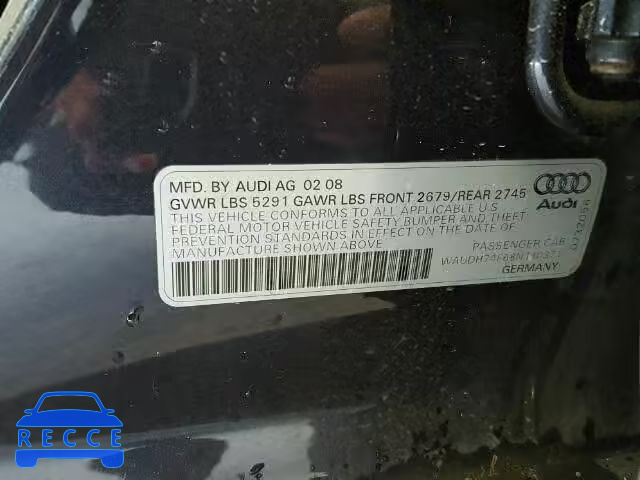 MFD. BY AUDI AG 02 08
GVWR LBS 5291 GAWR LBS FRONT 2679/REAR 2745
THIS VEHICLE CONFORMS TO ALL APPLICABLE U S
FEDERAL MOTOR VEHICLE SAFETY BUMPER AND THEFT
PREVENTION STANDARDS IN EFFECT ON THE DATE OF
MANUFACTURE SHOWN ABOVE
PASSENGER CAR
GERMANY
Audi
RECCE